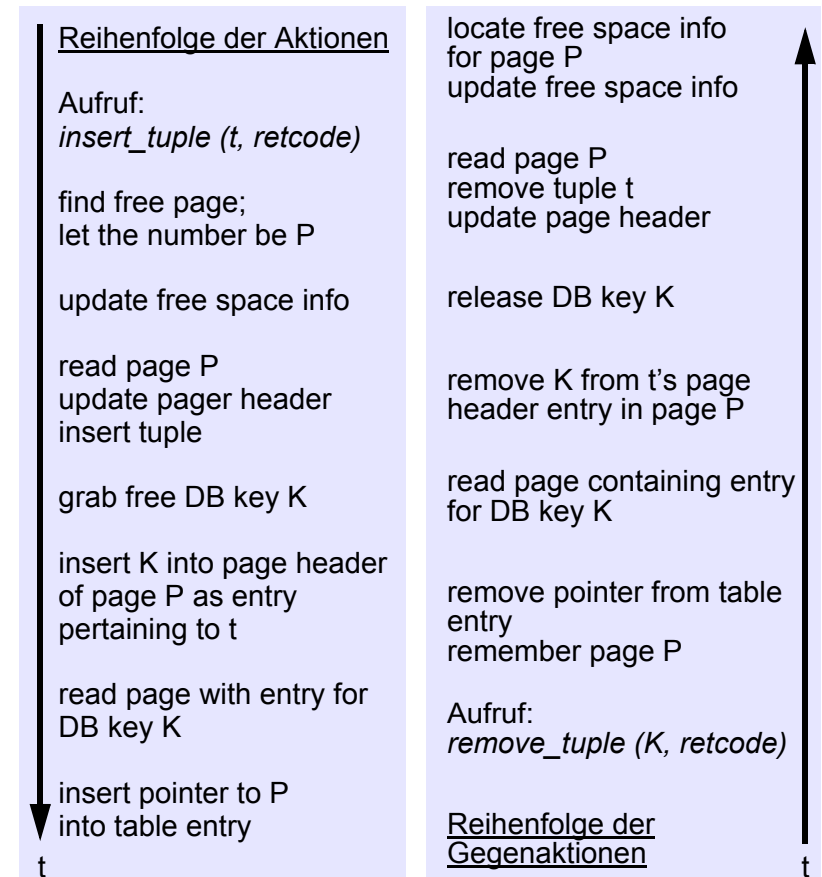 Reihenfolge der Aktionen
Aufruf:
insert_tuple (t, retcode)
find free page;
let the number be P
update free space info
read page P
update pager header
insert tuple
grab free DB key K
insert K into page header
of page P as entry
pertaining to t
read page with entry for
DB key K
insert pointer to P
into table entry
t
locate free space info
for page P
update free space info
read page P
remove tuple t
update page header
release DB key K
remove K from t's page
header entry in page P
read page containing entry
for DB key K
remove pointer from table
entry
remember page P
Aufruf:
remove_tuple (K, retcode)
Reihenfolge der
Gegenaktionen
t